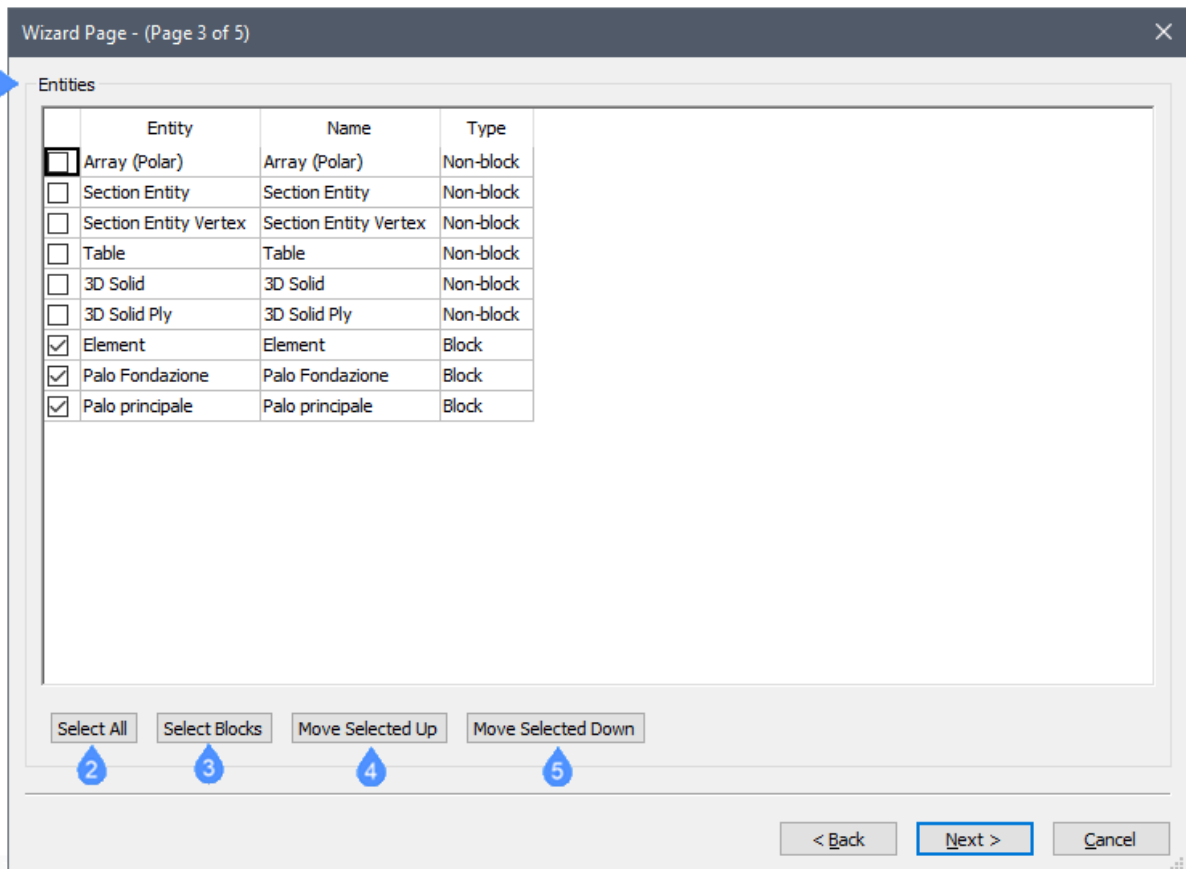 Wizard Page - (Page 3 of 5)
Entities
Entity Name Type
Array (Polar) Array (Polar) Non-block
Section Entity Section Entity Non-block
Section Entity Vertex Section Entity Vertex Non-block
Table Table Non-block
3D Solid 3D Solid Non-block
3D Solid Ply 3D Solid Ply Non-block
Element Element Block
Palo Fondazione Palo Fondazione Block
Palo principale Palo principale Block
Select All Select Blocks Move Selected Up Move Selected Down
2 3 4 5
< Back Next > Cancel